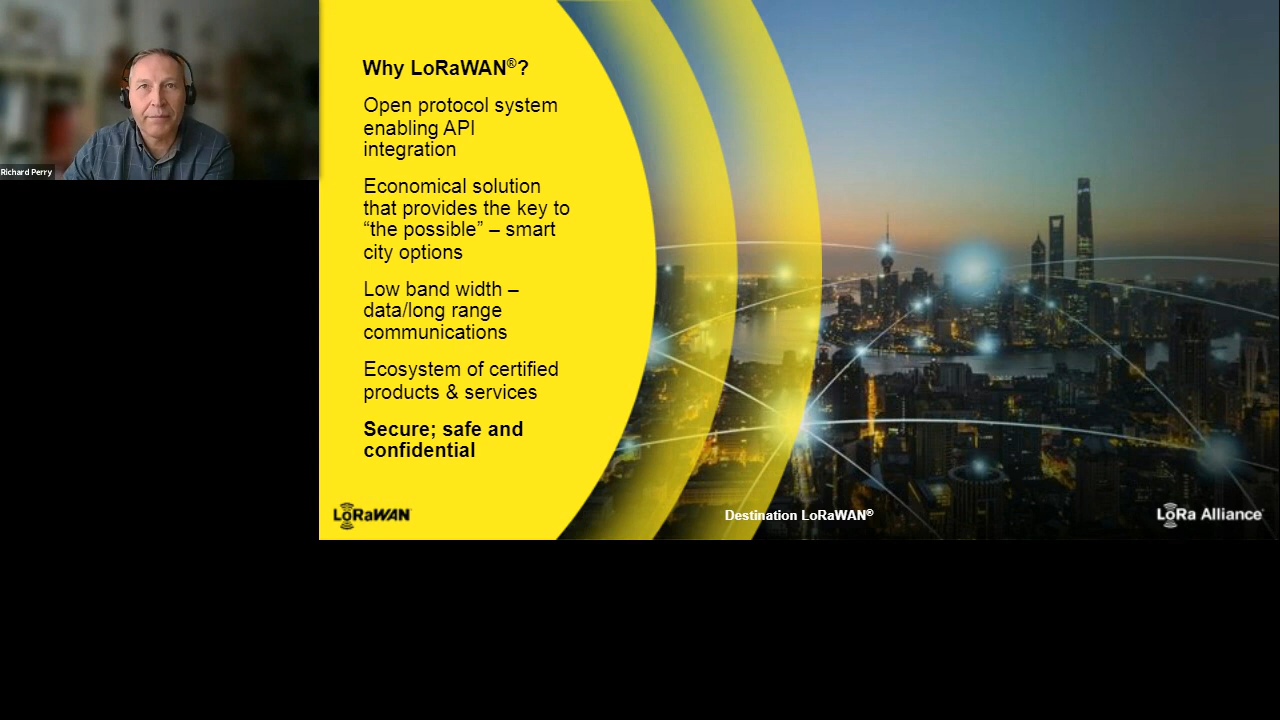 Richard Perry
Why LoRaWAN®?
Open protocol system
enabling API
integration
Economical solution
that provides the key to
“the possible” – smart
city options
Low band width –
data/long range
communications
Ecosystem of certified
products & services
Secure; safe and
confidential
LoRaWAN
Destination LoRaWAN®
LoRa Alliance